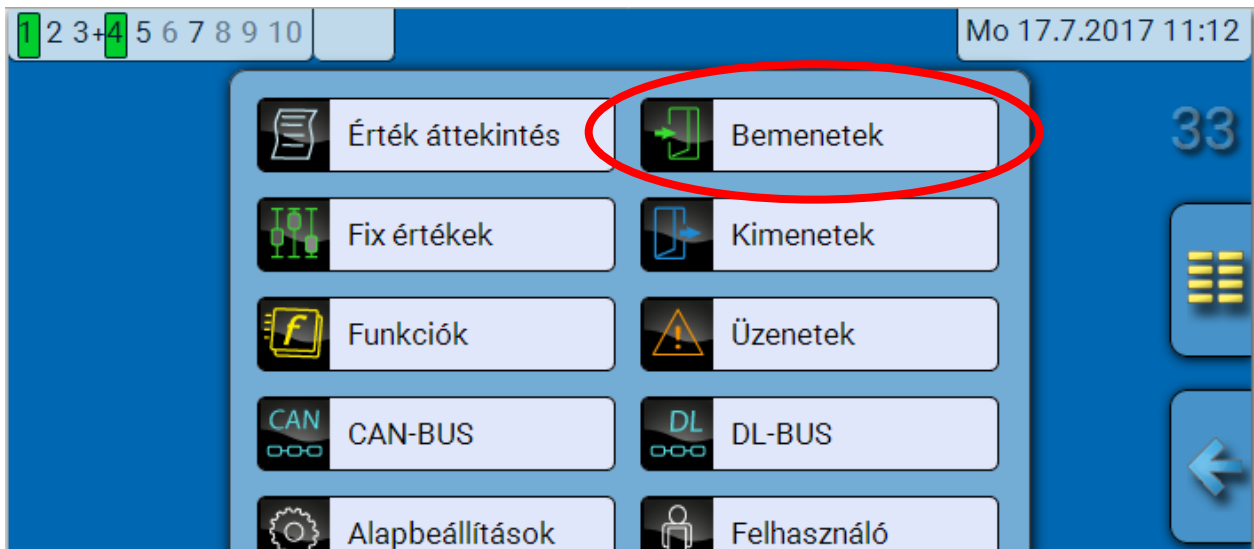 1 2 3+4 5 6 7 8 9 10
Mo 17.7.2017 11:12
33
Érték áttekintés
Bemenetek
Fix értékek
Kimenetek
f
Funkciók
Üzenetek
CAN
CAN-BUS
DL
DL-BUS
Alapbeállítások
Felhasználó